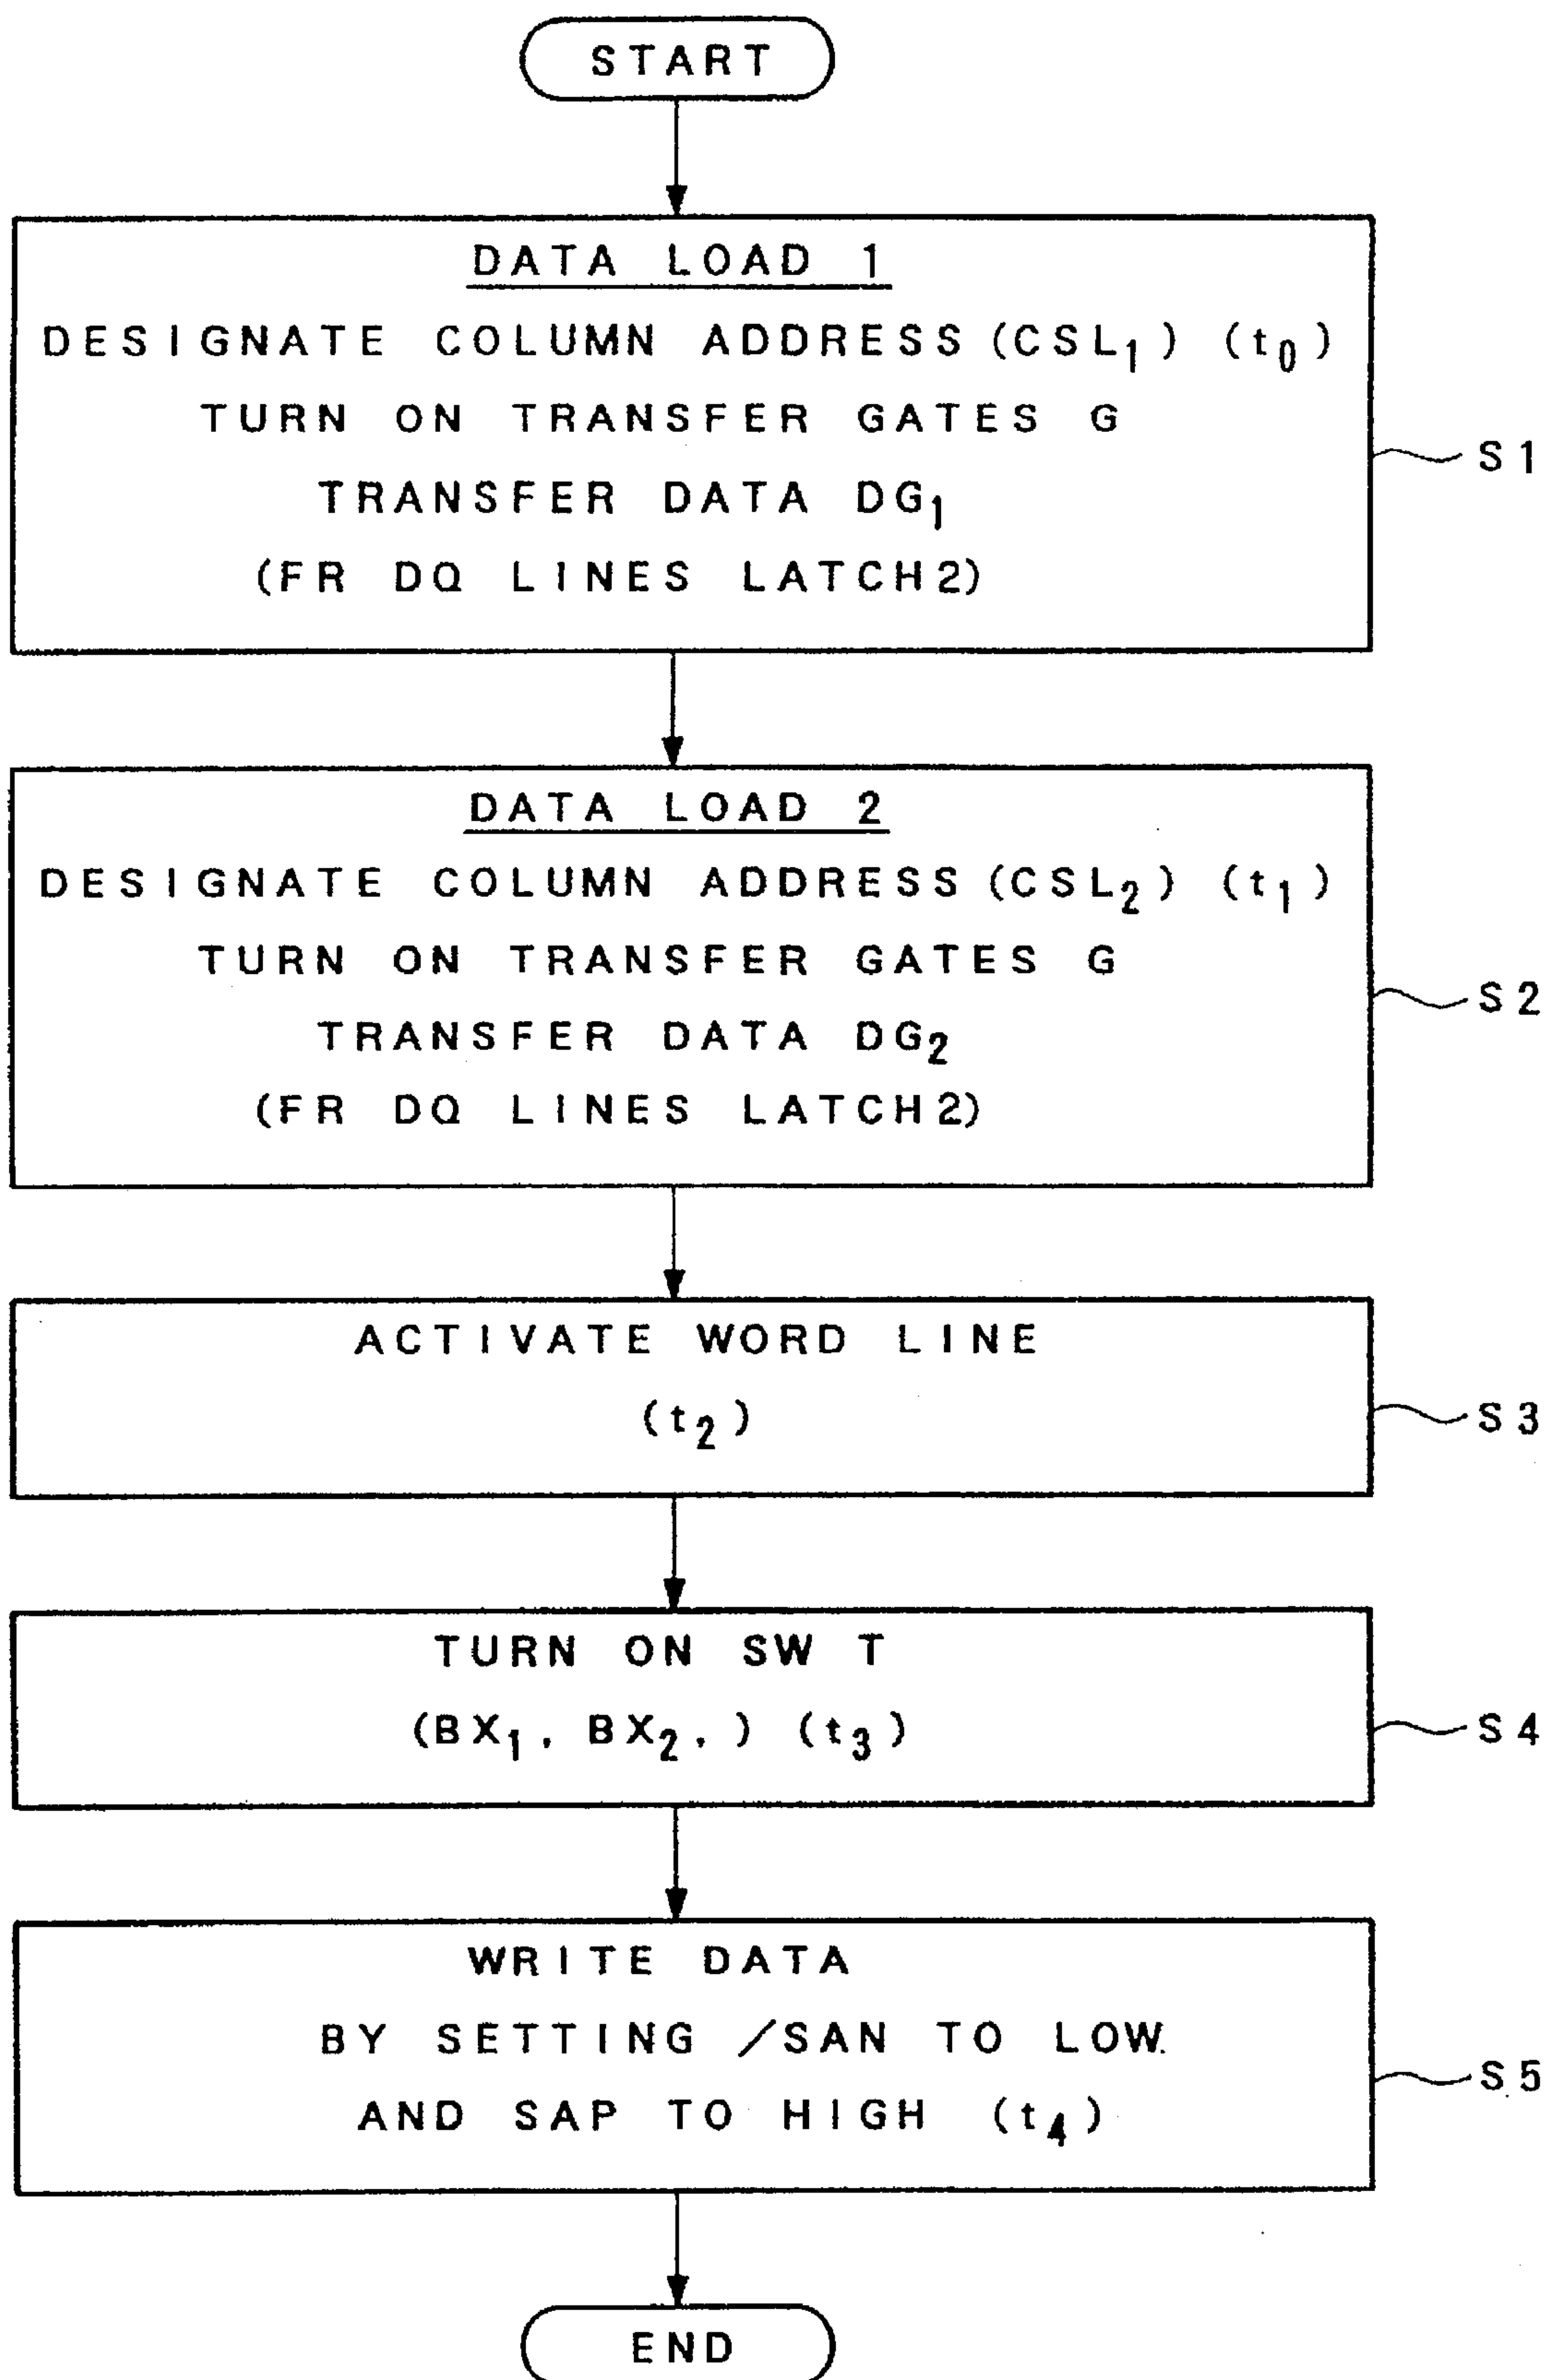 START
DATA LOAD 1
DESIGNATE COLUMN ADDRESS (CSL₁) (t₀)
TURN ON TRANSFER GATES G
TRANSFER DATA DG₁
(FR DQ LINES LATCH2)
S1
DATA LOAD 2
DESIGNATE COLUMN ADDRESS (CSL₂) (t₁)
TURN ON TRANSFER GATES G
TRANSFER DATA DG₂
(FR DQ LINES LATCH2)
S2
ACTIVATE WORD LINE
(t₂)
S3
TURN ON SW T
(BX₁, BX₂,) (t₃)
S4
WRITE DATA
BY SETTING /SAN TO LOW.
AND SAP TO HIGH (t₄)
S5
END